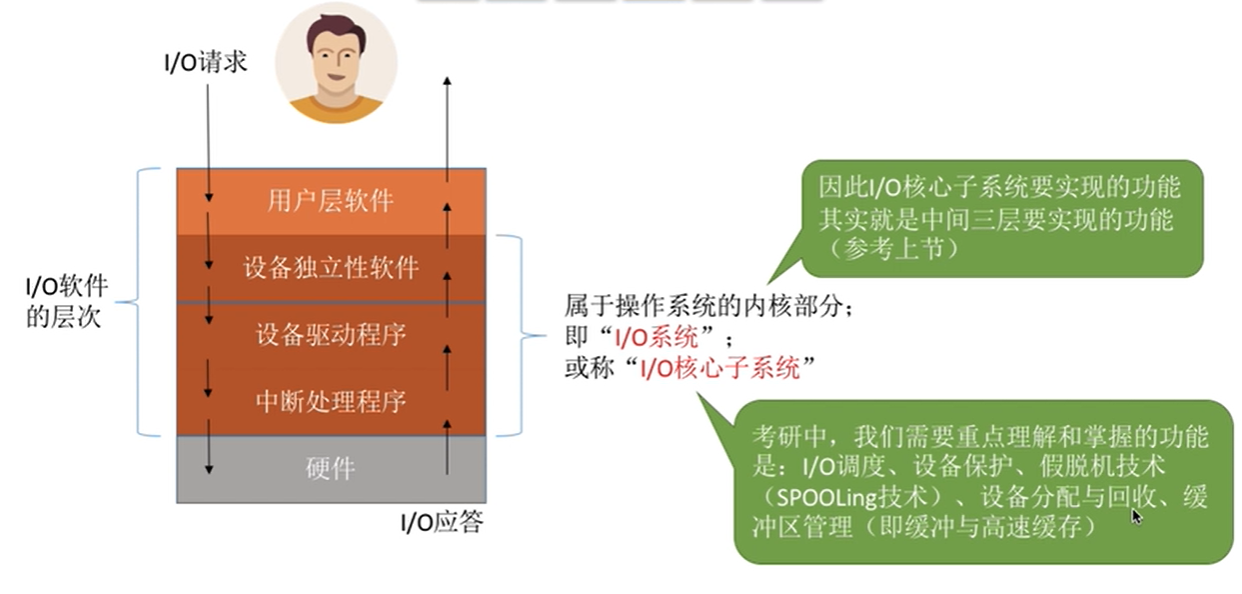 I/O请求
用户层软件
设备独立性软件
设备驱动程序
中断处理程序
硬件
I/O应答
I/O软件
的层次
属于操作系统的内核部分；
即“I/O系统”；
或称“I/O核心子系统”
因此I/O核心子系统要实现的功能
其实就是中间三层要实现的功能
（参考上节）
考研中，我们需要重点理解和掌握的功能
是：I/O调度、设备保护、假脱机技术
（SPOOLing技术）、设备分配与回收、缓
冲区管理（即缓冲与高速缓存）